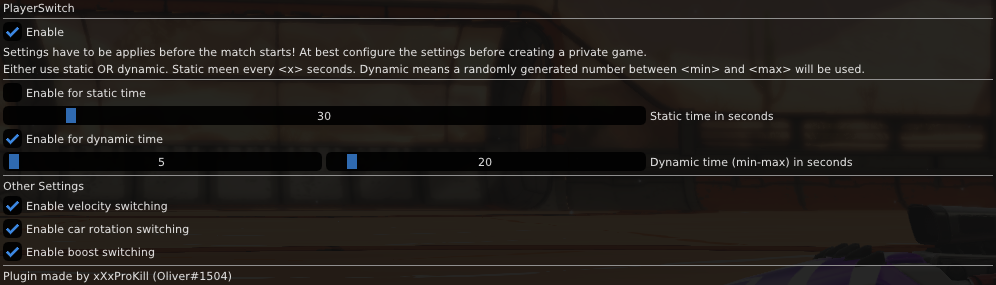 PlayerSwitch
Enable
Settings have to be applies before the match starts! At best configure the settings before creating a private game.
Either use static OR dynamic. Static meen every <x> seconds. Dynamic means a randomly generated number between <min> and <max> will be used.
Enable for static time
30 Static time in seconds
Enable for dynamic time
5 20 Dynamic time (min-max) in seconds
Other Settings
Enable velocity switching
Enable car rotation switching
Enable boost switching
Plugin made by xXxProKill (Oliver#1504)